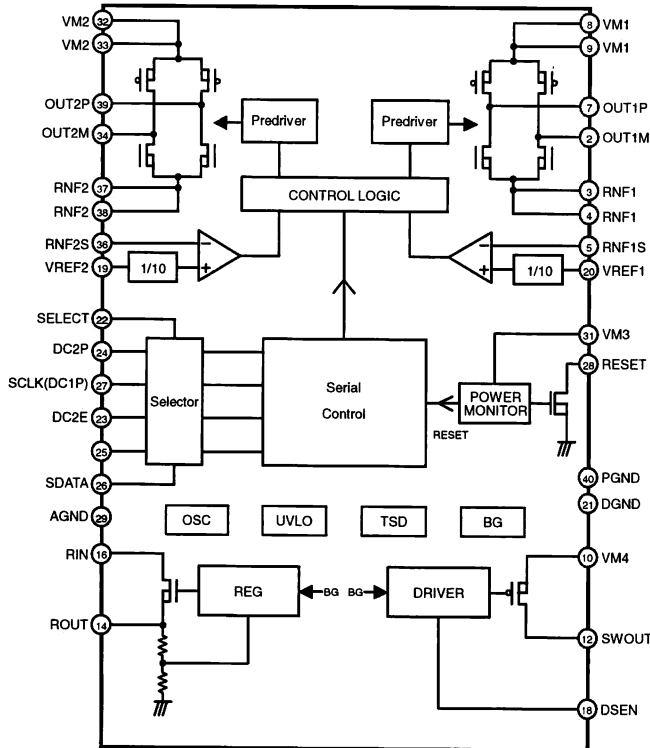 VM2 32
8 VM1
VM2 33
9 VM1
OUT2P 39
7 OUT1P
OUT2M 34
2 OUT1M
Predriver
Predriver
RNF2 37
3 RNF1
CONTROL LOGIC
RNF2 38
4 RNF1
RNF2S 36
5 RNF1S
VREF2 19
1/10
1/10
20 VREF1
−
+
−
+
SELECT 22
31 VM3
DC2P 24
28 RESET
SCLK(DC1P) 27
Selector
Serial
Control
POWER
MONITOR
DC2E 23
RESET
25
SDATA 26
40 PGND
21 DGND
AGND 29
OSC
UVLO
TSD
BG
RIN 16
10 VM4
REG
BG
BG
DRIVER
ROUT 14
12 SWOUT
18 DSEN